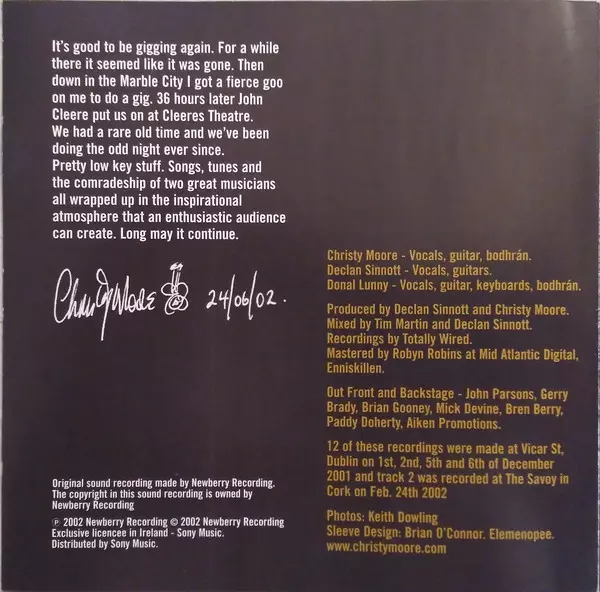 It's good to be gigging again. For a while
there it seemed like it was gone. Then
down in the Marble City I got a fierce goo
on me to do a gig. 36 hours later John
Cleere put us on at Cleeres Theatre.
We had a rare old time and we've been
doing the odd night ever since.
Pretty low key stuff. Songs, tunes and
the comradeship of two great musicians
all wrapped up in the inspirational
atmosphere that an enthusiastic audience
can create. Long may it continue.
Christy Moore 24/06/02.
Original sound recording made by Newberry Recording.
The copyright in this sound recording is owned by
Newberry Recording
℗ 2002 Newberry Recording © 2002 Newberry Recording
Exclusive licencee in Ireland - Sony Music.
Distributed by Sony Music.
Christy Moore - Vocals, guitar, bodhrán.
Declan Sinnott - Vocals, guitars.
Donal Lunny - Vocals, guitar, keyboards, bodhrán.
Produced by Declan Sinnott and Christy Moore.
Mixed by Tim Martin and Declan Sinnott.
Recordings by Totally Wired.
Mastered by Robyn Robins at Mid Atlantic Digital,
Enniskillen.
Out Front and Backstage - John Parsons, Gerry
Brady, Brian Gooney, Mick Devine, Bren Berry,
Paddy Doherty, Aiken Promotions.
12 of these recordings were made at Vicar St,
Dublin on 1st, 2nd, 5th and 6th of December
2001 and track 2 was recorded at The Savoy in
Cork on Feb. 24th 2002
Photos: Keith Dowling
Sleeve Design: Brian O'Connor. Elemenopee.
www.christymoore.com